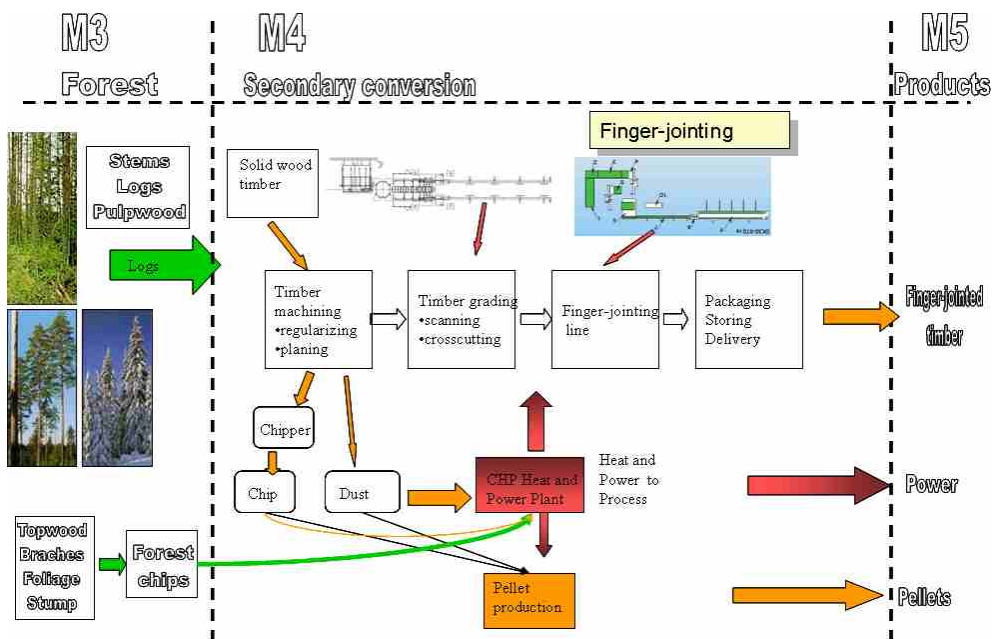 M3
Forest
M4
Secondary conversion
M5
Products
Stems
Logs
Pulpwood
Solid wood
timber
Finger-jointing
Logs
Timber
machining
•regularizing
•planing
Timber grading
•scanning
•crosscutting
Finger-jointing
line
Packaging
Storing
Delivery
Finger-jointed
timber
Chipper
Chip
Dust
CHP Heat and
Power Plant
Heat and
Power to
Process
Power
Topwood
Braches
Foliage
Stump
Forest
chips
Pellet
production
Pellets